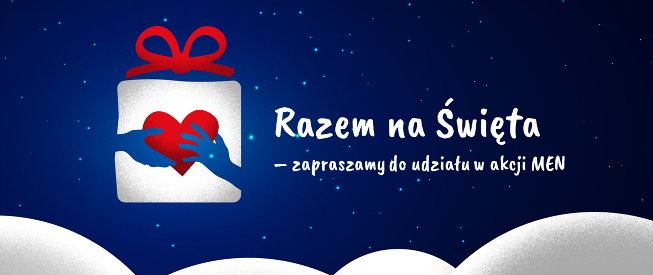 Razem na Święta
– zapraszamy do udziału w akcji MEN